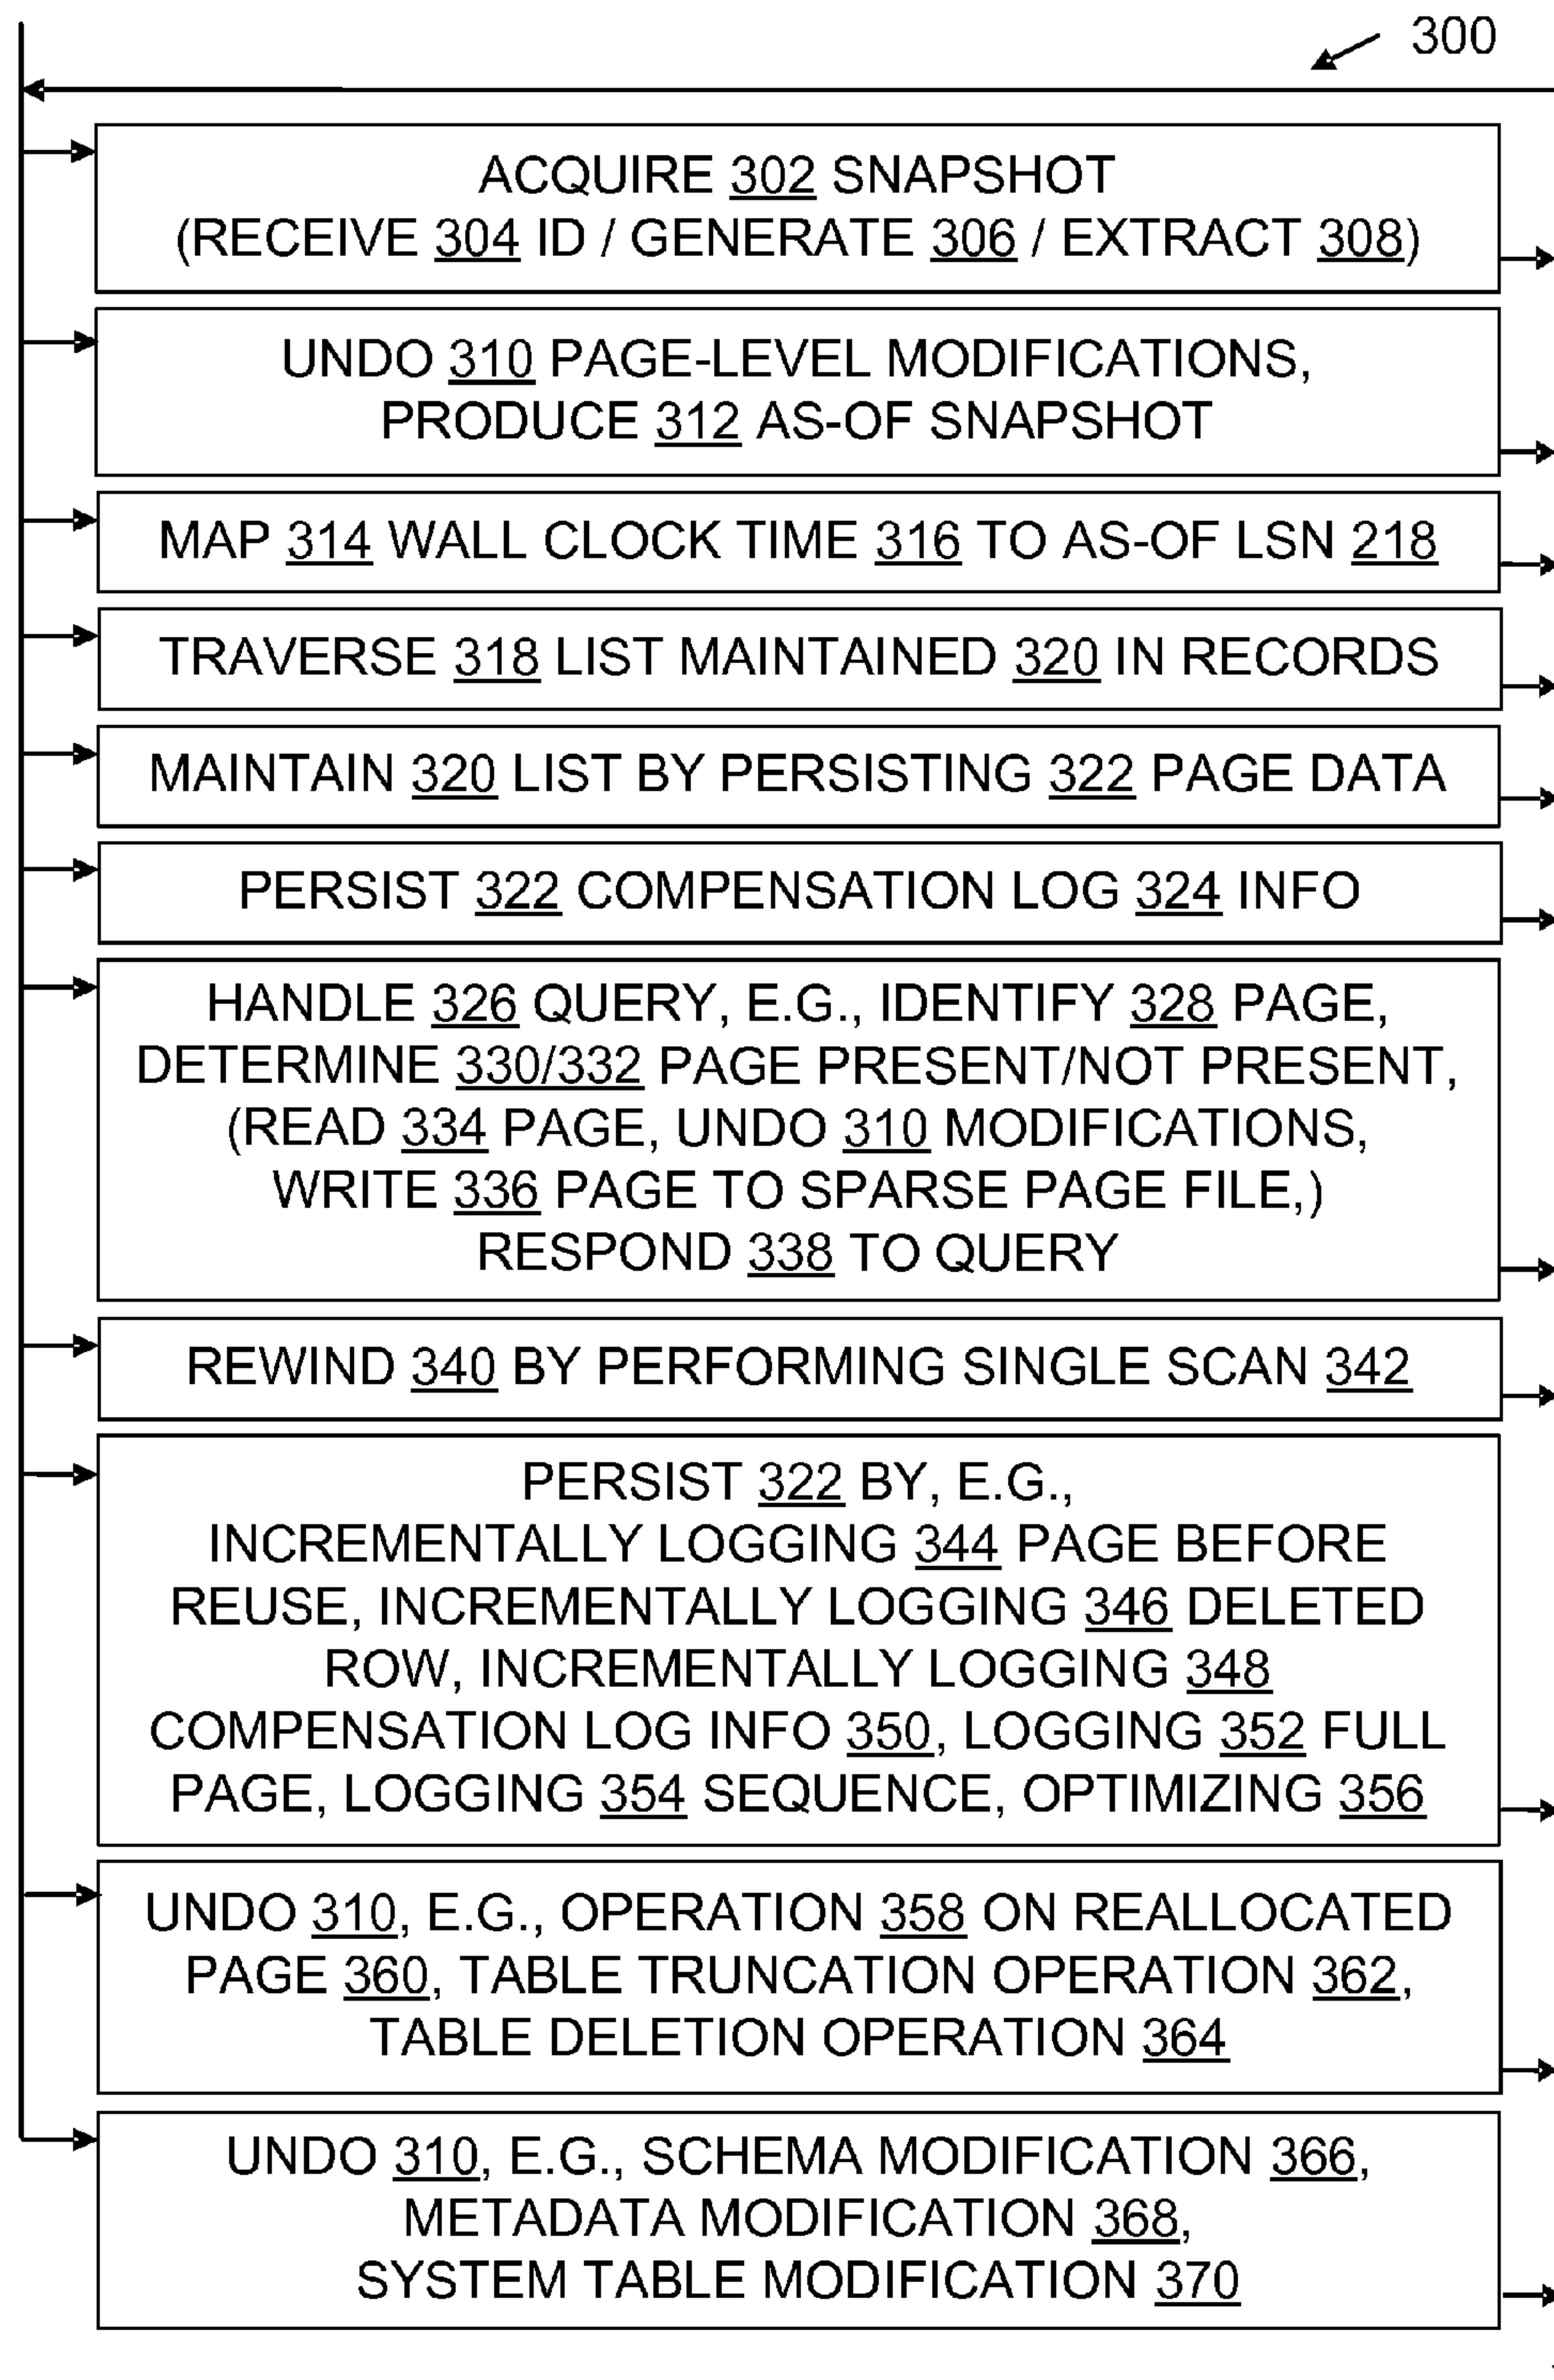 300
ACQUIRE 302 SNAPSHOT
(RECEIVE 304 ID / GENERATE 306 / EXTRACT 308)
UNDO 310 PAGE-LEVEL MODIFICATIONS,
PRODUCE 312 AS-OF SNAPSHOT
MAP 314 WALL CLOCK TIME 316 TO AS-OF LSN 218
TRAVERSE 318 LIST MAINTAINED 320 IN RECORDS
MAINTAIN 320 LIST BY PERSISTING 322 PAGE DATA
PERSIST 322 COMPENSATION LOG 324 INFO
HANDLE 326 QUERY, E.G., IDENTIFY 328 PAGE,
DETERMINE 330/332 PAGE PRESENT/NOT PRESENT,
(READ 334 PAGE, UNDO 310 MODIFICATIONS,
WRITE 336 PAGE TO SPARSE PAGE FILE,)
RESPOND 338 TO QUERY
REWIND 340 BY PERFORMING SINGLE SCAN 342
PERSIST 322 BY, E.G.,
INCREMENTALLY LOGGING 344 PAGE BEFORE
REUSE, INCREMENTALLY LOGGING 346 DELETED
ROW, INCREMENTALLY LOGGING 348
COMPENSATION LOG INFO 350, LOGGING 352 FULL
PAGE, LOGGING 354 SEQUENCE, OPTIMIZING 356
UNDO 310, E.G., OPERATION 358 ON REALLOCATED
PAGE 360, TABLE TRUNCATION OPERATION 362,
TABLE DELETION OPERATION 364
UNDO 310, E.G., SCHEMA MODIFICATION 366,
METADATA MODIFICATION 368,
SYSTEM TABLE MODIFICATION 370